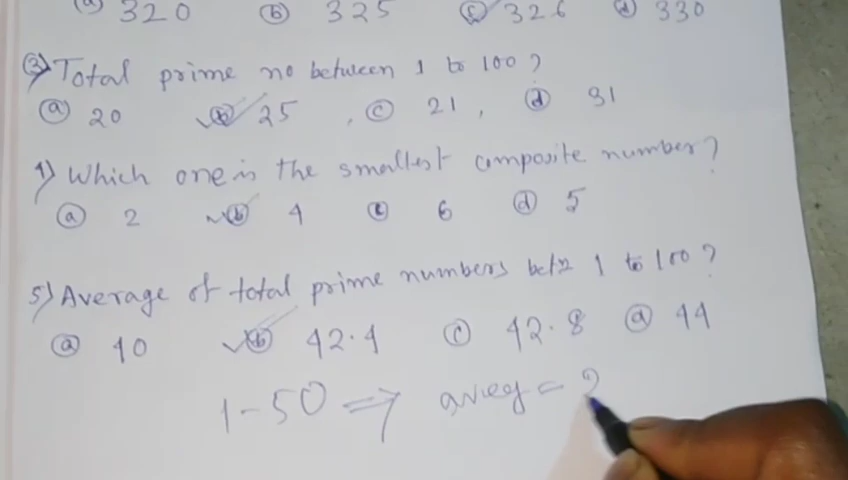 (a) 320 (b) 325 (c) 326 (d) 330
(3) Total prime no between 1 to 100?
(a) 20 (b) 25 , (c) 21 , (d) 31
4) Which one is the smallest composite number?
(a) 2 (b) 4 (c) 6 (d) 5
5) Average of total prime numbers bet/n 1 to 100?
(a) 40 (b) 42.4 (c) 42.8 (d) 44
1-50 ⇒ aveg = ?